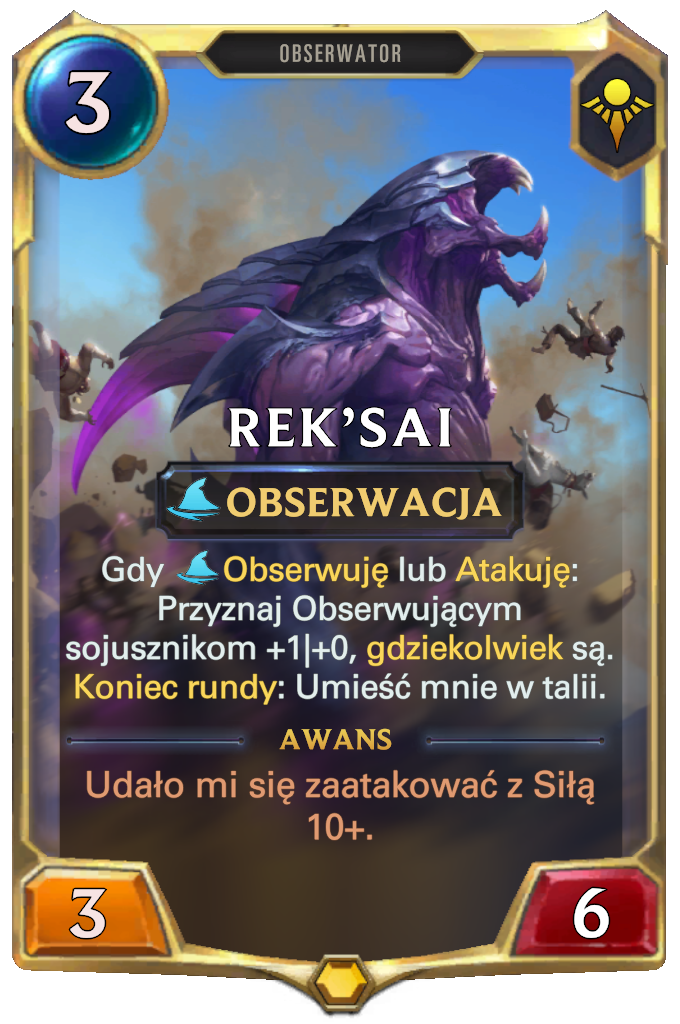 OBSERWATOR
3
REK'SAI
OBSERWACJA
Gdy Obserwuję lub Atakuję:
Przyznaj Obserwującym
sojusznikom +1|+0, gdziekolwiek są.
Koniec rundy: Umieść mnie w talii.
AWANS
Udało mi się zaatakować z Siłą
10+.
3
6